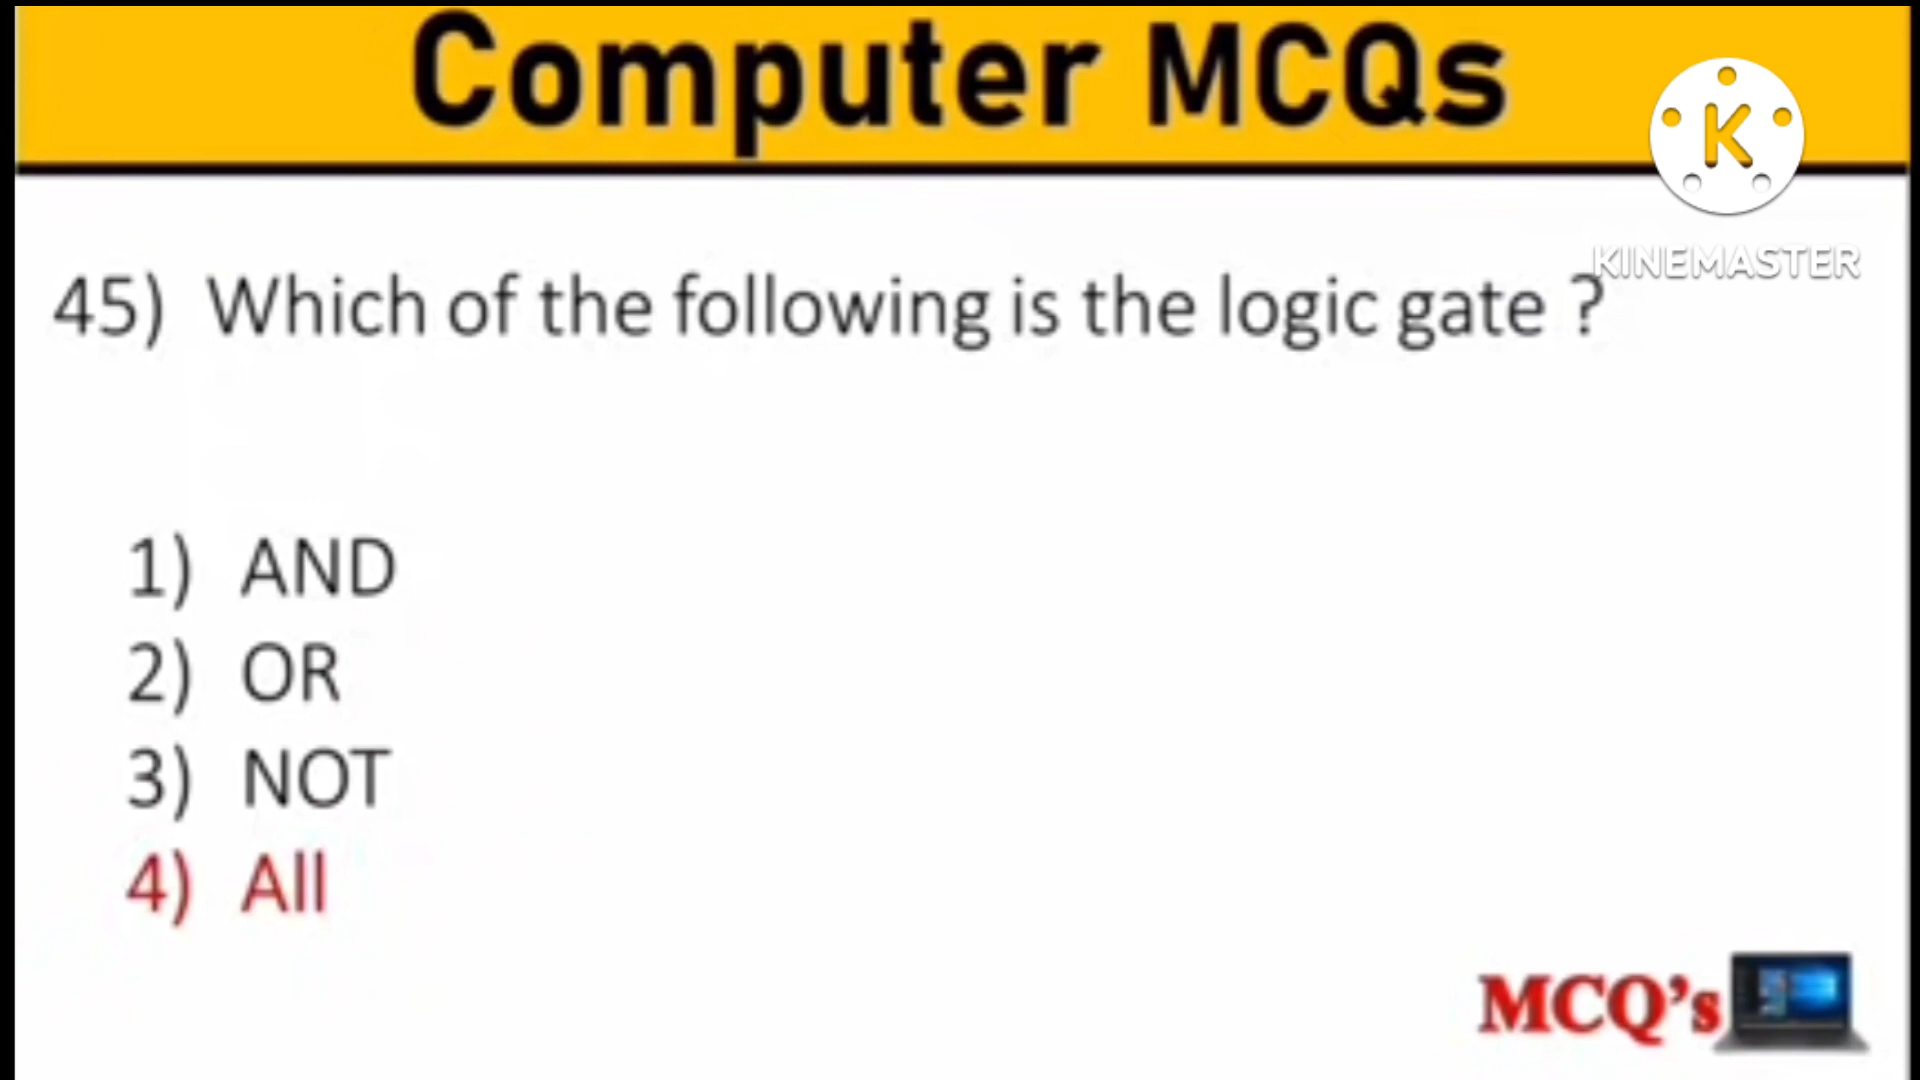 Computer MCQs
K
KINEMASTER
45) Which of the following is the logic gate ?
1) AND
2) OR
3) NOT
4) All
MCQ's